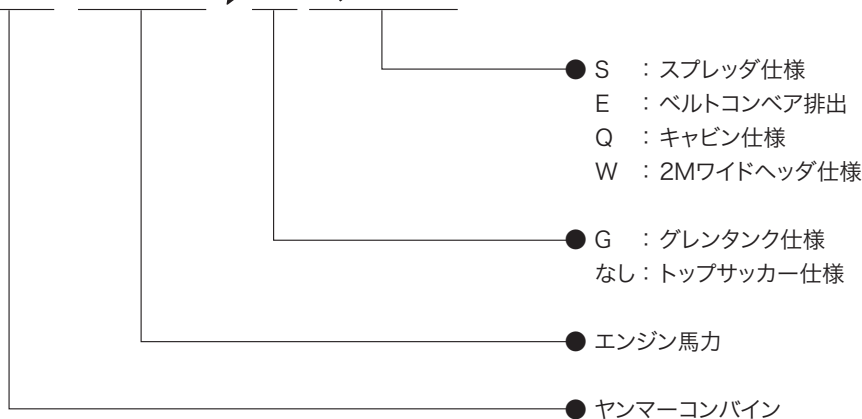 S : スプレッダ仕様
E : ベルトコンベア排出
Q : キャビン仕様
W : 2Mワイドヘッダ仕様
G : グレンタンク仕様
なし : トップサッカー仕様
エンジン馬力
ヤンマーコンバイン